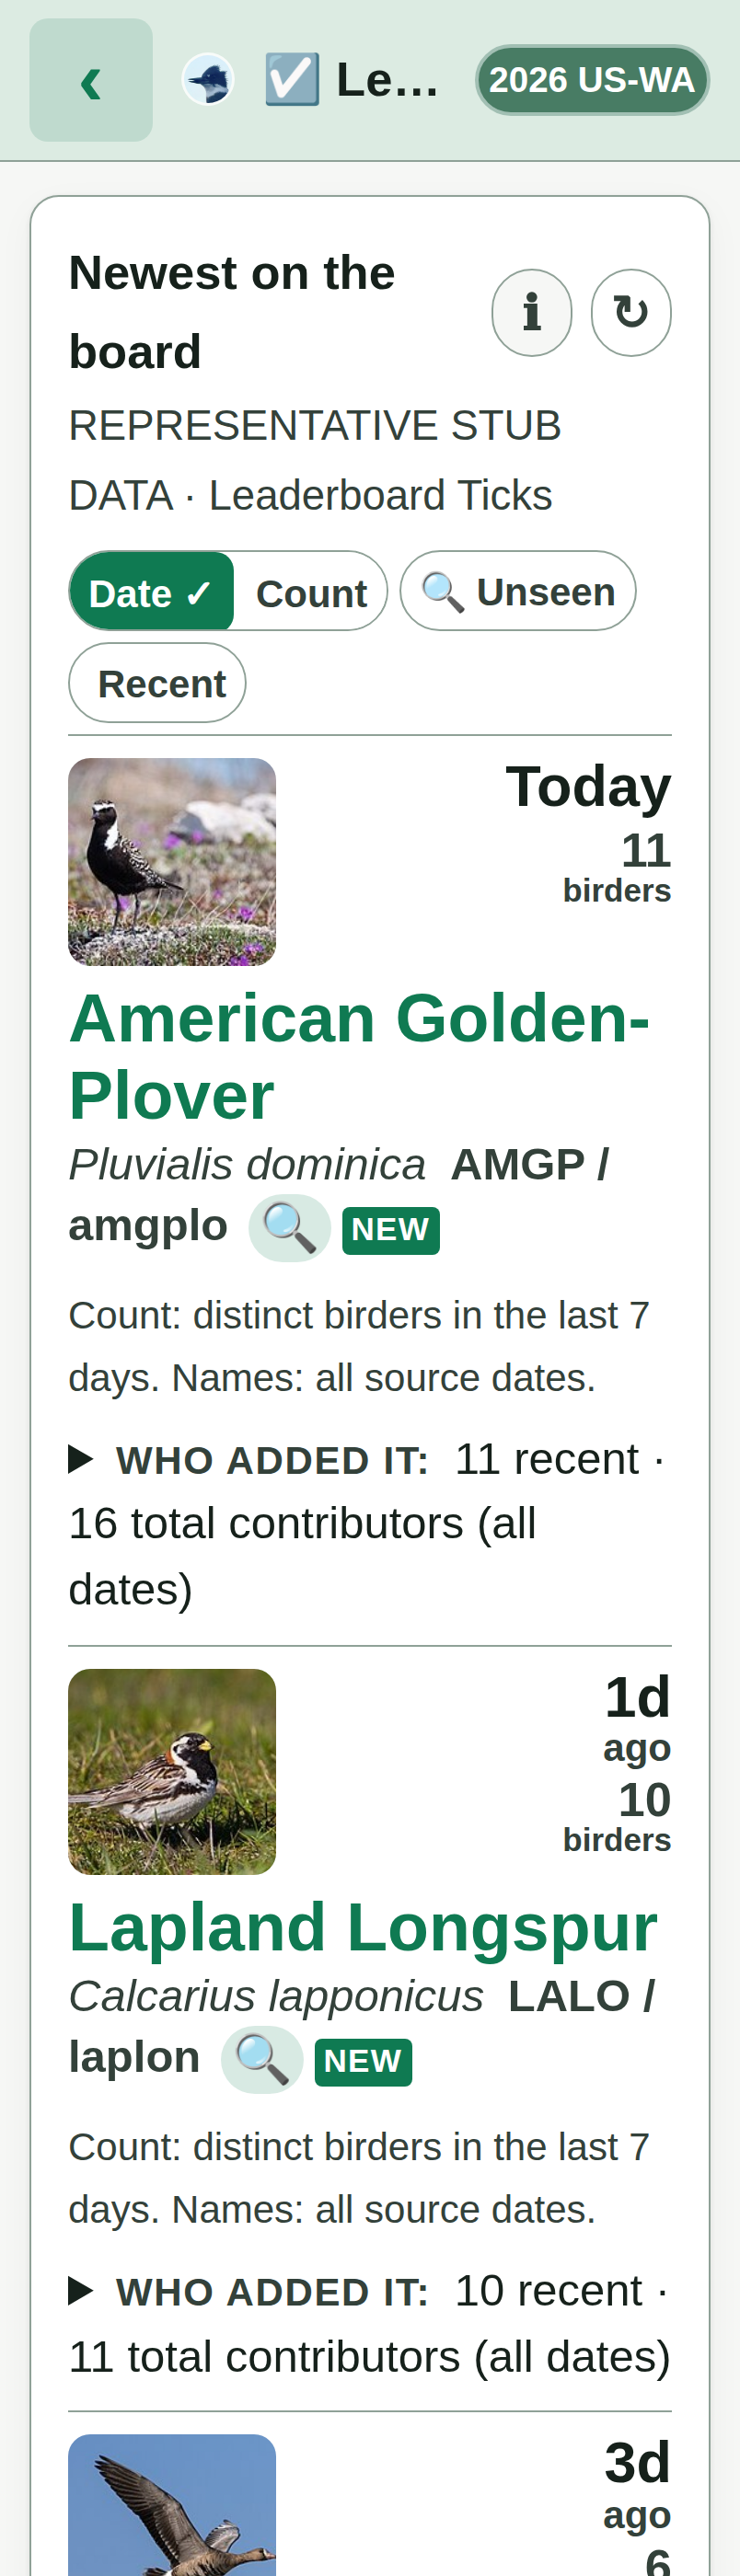 ‹ ☑ Le... 2026 US-WA
Newest on the
board
ℹ ↻
REPRESENTATIVE STUB
DATA · Leaderboard Ticks
Date ✓ Count 🔍 Unseen
Recent
Today
11
birders
American Golden-
Plover
Pluvialis dominica AMGP /
amgplo 🔍 NEW
Count: distinct birders in the last 7
days. Names: all source dates.
▶ WHO ADDED IT: 11 recent ·
16 total contributors (all
dates)
1d
ago
10
birders
Lapland Longspur
Calcarius lapponicus LALO /
laplon 🔍 NEW
Count: distinct birders in the last 7
days. Names: all source dates.
▶ WHO ADDED IT: 10 recent ·
11 total contributors (all dates)
3d
ago
6